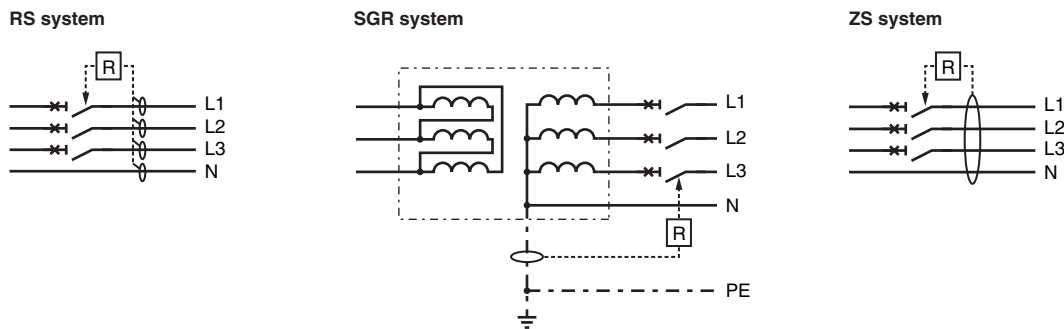 RS system
R
L1
L2
L3
N
SGR system
L1
L2
L3
N
R
PE
ZS system
R
L1
L2
L3
N